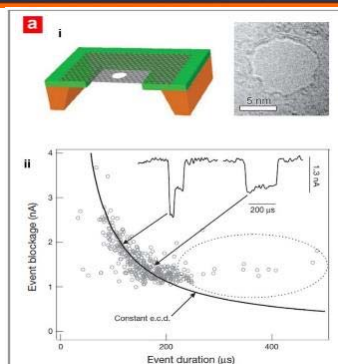 a
i
5 nm
ii
4
3
2
1
0
Event blockage (nA)
1.3 nA
200 µs
Constant e.c.d.
0
200
400
Event duration (µs)